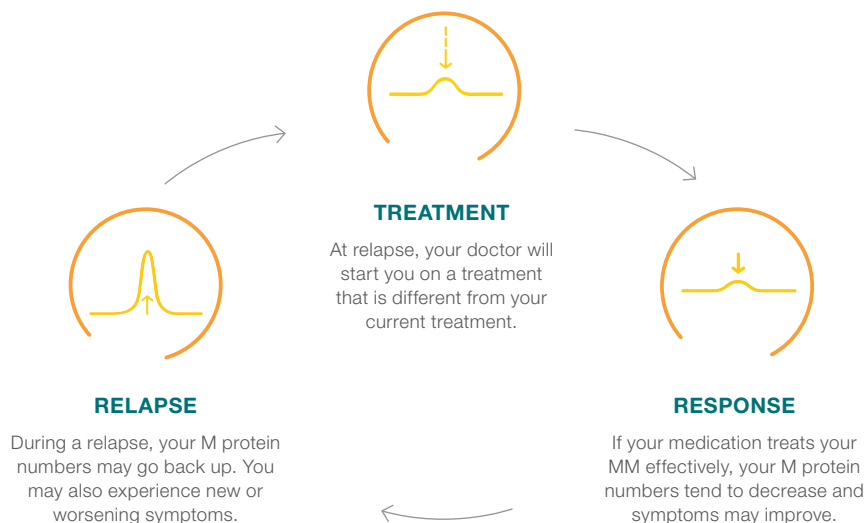 TREATMENT
At relapse, your doctor will
start you on a treatment
that is different from your
current treatment.
RELAPSE
During a relapse, your M protein
numbers may go back up. You
may also experience new or
worsening symptoms.
RESPONSE
If your medication treats your
MM effectively, your M protein
numbers tend to decrease and
symptoms may improve.